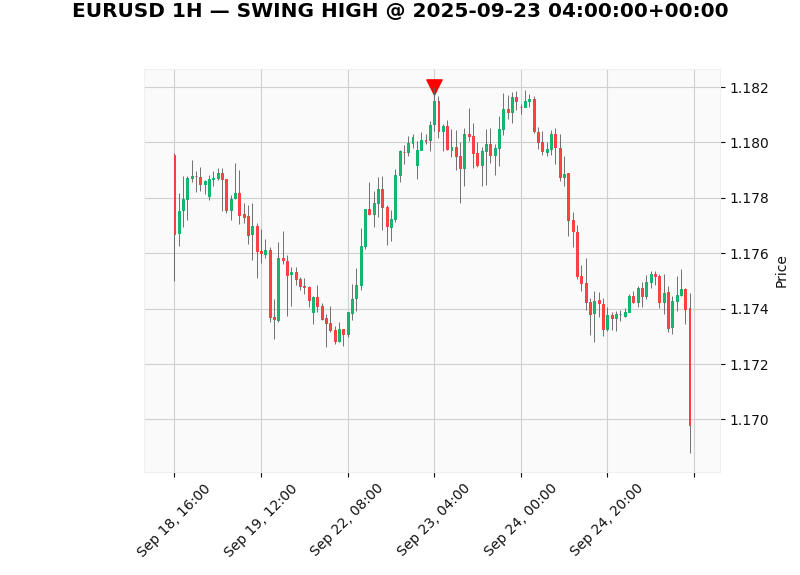 EURUSD 1H — SWING HIGH @ 2025-09-23 04:00:00+00:00
1.182
1.180
1.178
1.176
1.174
1.172
1.170
Price
Sep 18, 16:00
Sep 19, 12:00
Sep 22, 08:00
Sep 23, 04:00
Sep 24, 00:00
Sep 24, 20:00